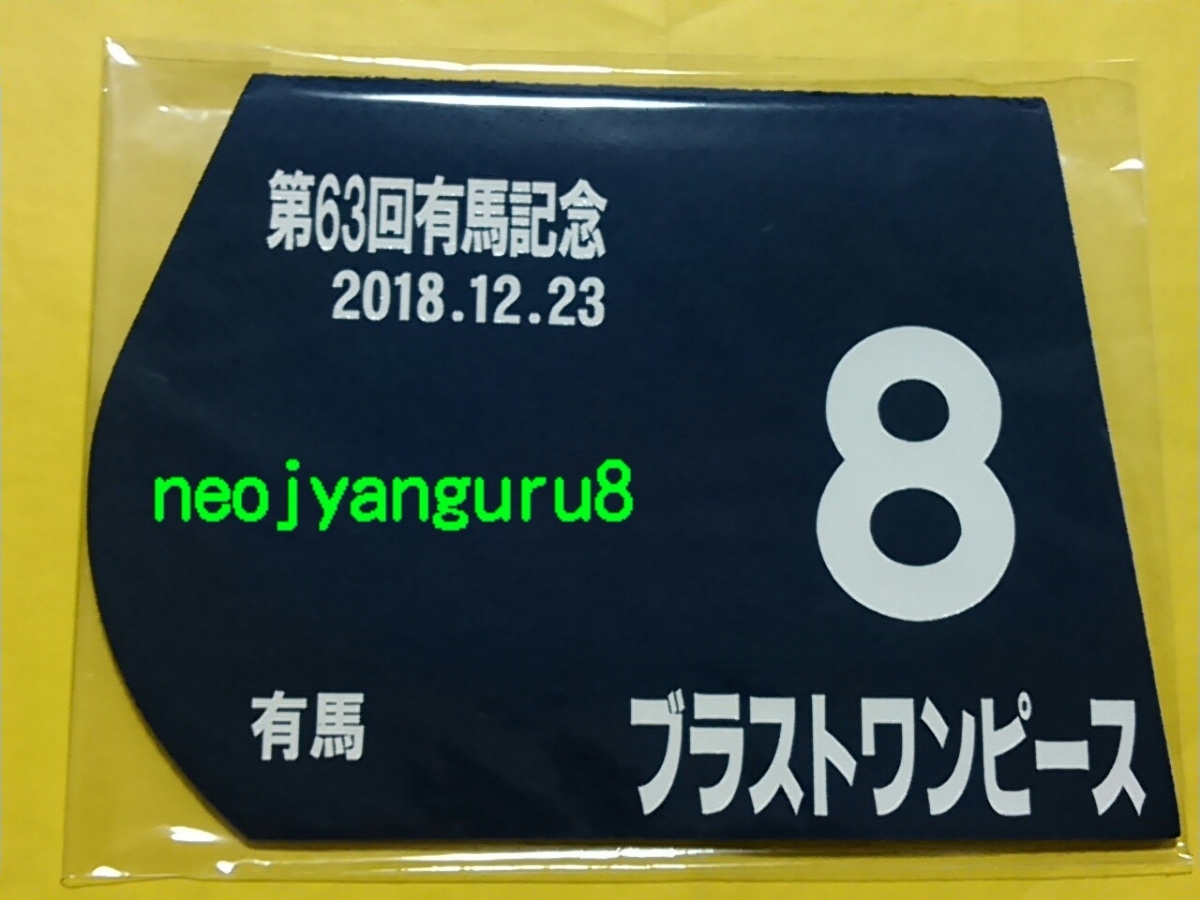 第63回有馬記念
2018.12.23
8
neojyanguru8
有馬
ブラストワンピース